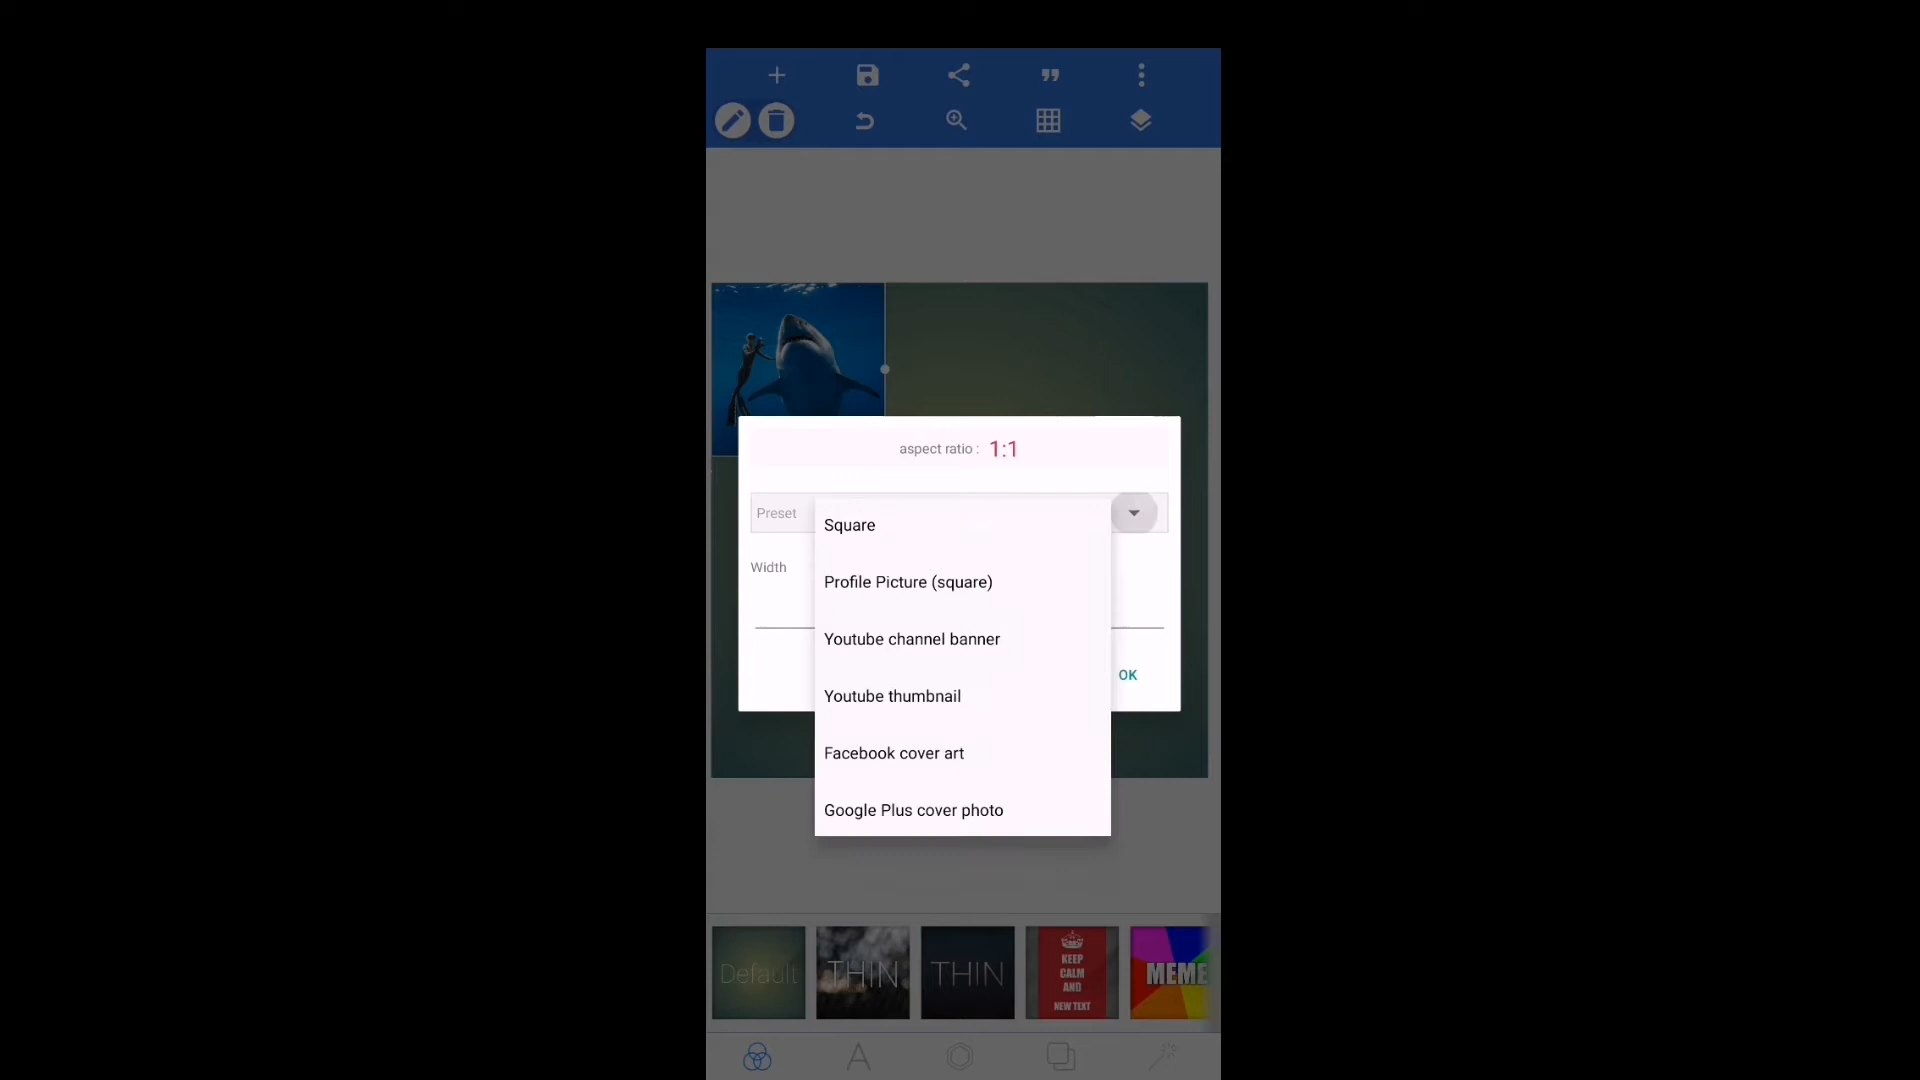 aspect ratio : 1:1
Preset
Square
Profile Picture (square)
Width
Youtube channel banner
OK
Youtube thumbnail
Facebook cover art
Google Plus cover photo
Default
THIN
THIN
KEEP
CALM
AND
NEW TEXT
MEME